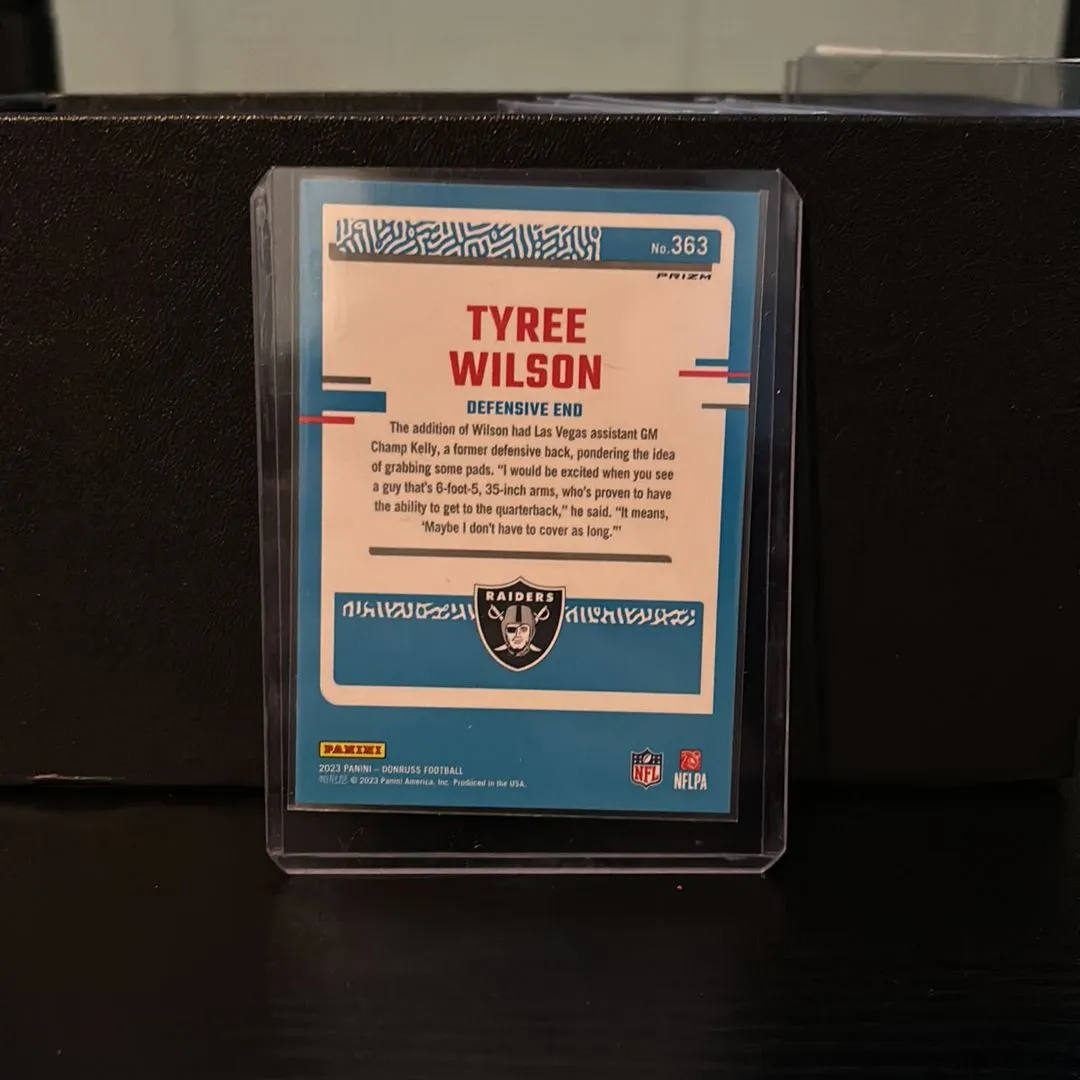 No.363
PRIZM
TYREE
WILSON
DEFENSIVE END
The addition of Wilson had Las Vegas assistant GM
Champ Kelly, a former defensive back, pondering the idea
of grabbing some pads. “I would be excited when you see
a guy that's 6-foot-5, 35-inch arms, who's proven to have
the ability to get to the quarterback,” he said. “It means,
‘Maybe I don't have to cover as long.’”
RAIDERS
PANINI
2023 PANINI – DONRUSS FOOTBALL
帕尼尼 © 2023 Panini America, Inc. Produced in the USA.
NFL
NFLPA